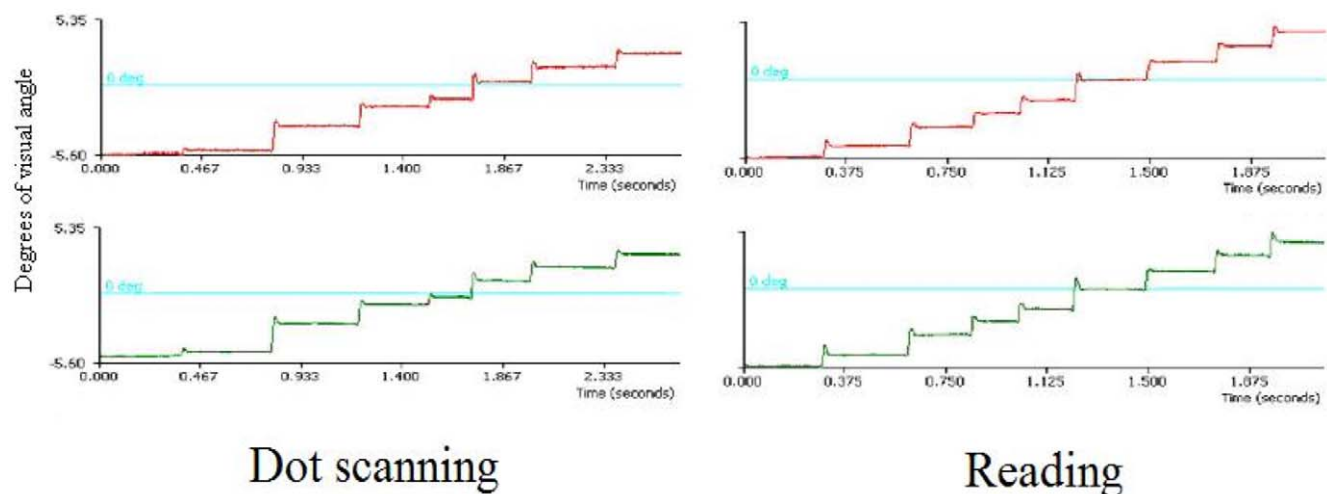 Degrees of visual angle
5.35
0 deg
-5.60
0.000 0.467 0.933 1.400 1.867 2.333
Time (seconds)
0 deg
0.000 0.375 0.750 1.125 1.500 1.875
Time (seconds)
5.35
0 deg
-5.60
0.000 0.467 0.933 1.400 1.867 2.333
Time (seconds)
0 deg
0.000 0.375 0.750 1.125 1.500 1.875
Time (seconds)
Dot scanning
Reading